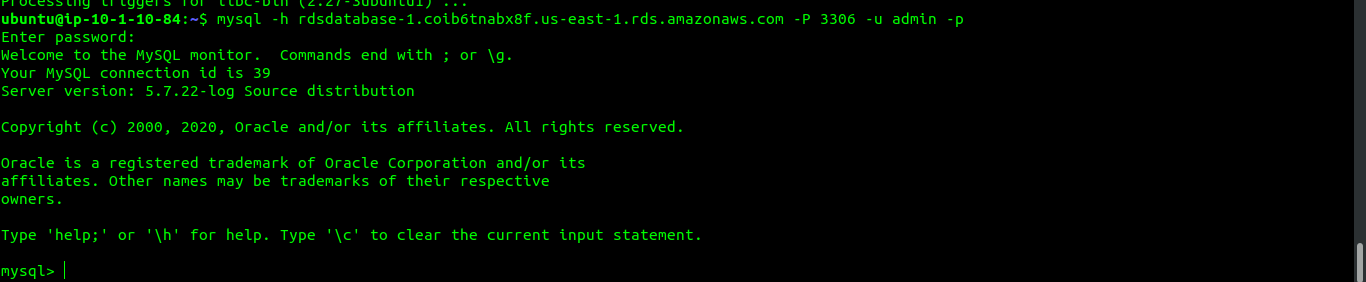 Processing triggers for libc-bin (2.27-3ubuntu1) ...
ubuntu@ip-10-1-10-84:~$ mysql -h rdsdatabase-1.coib6tnabx8f.us-east-1.rds.amazonaws.com -P 3306 -u admin -p
Enter password:
Welcome to the MySQL monitor.  Commands end with ; or \g.
Your MySQL connection id is 39
Server version: 5.7.22-log Source distribution
Copyright (c) 2000, 2020, Oracle and/or its affiliates. All rights reserved.
Oracle is a registered trademark of Oracle Corporation and/or its
affiliates. Other names may be trademarks of their respective
owners.
Type 'help;' or '\h' for help. Type '\c' to clear the current input statement.
mysql>